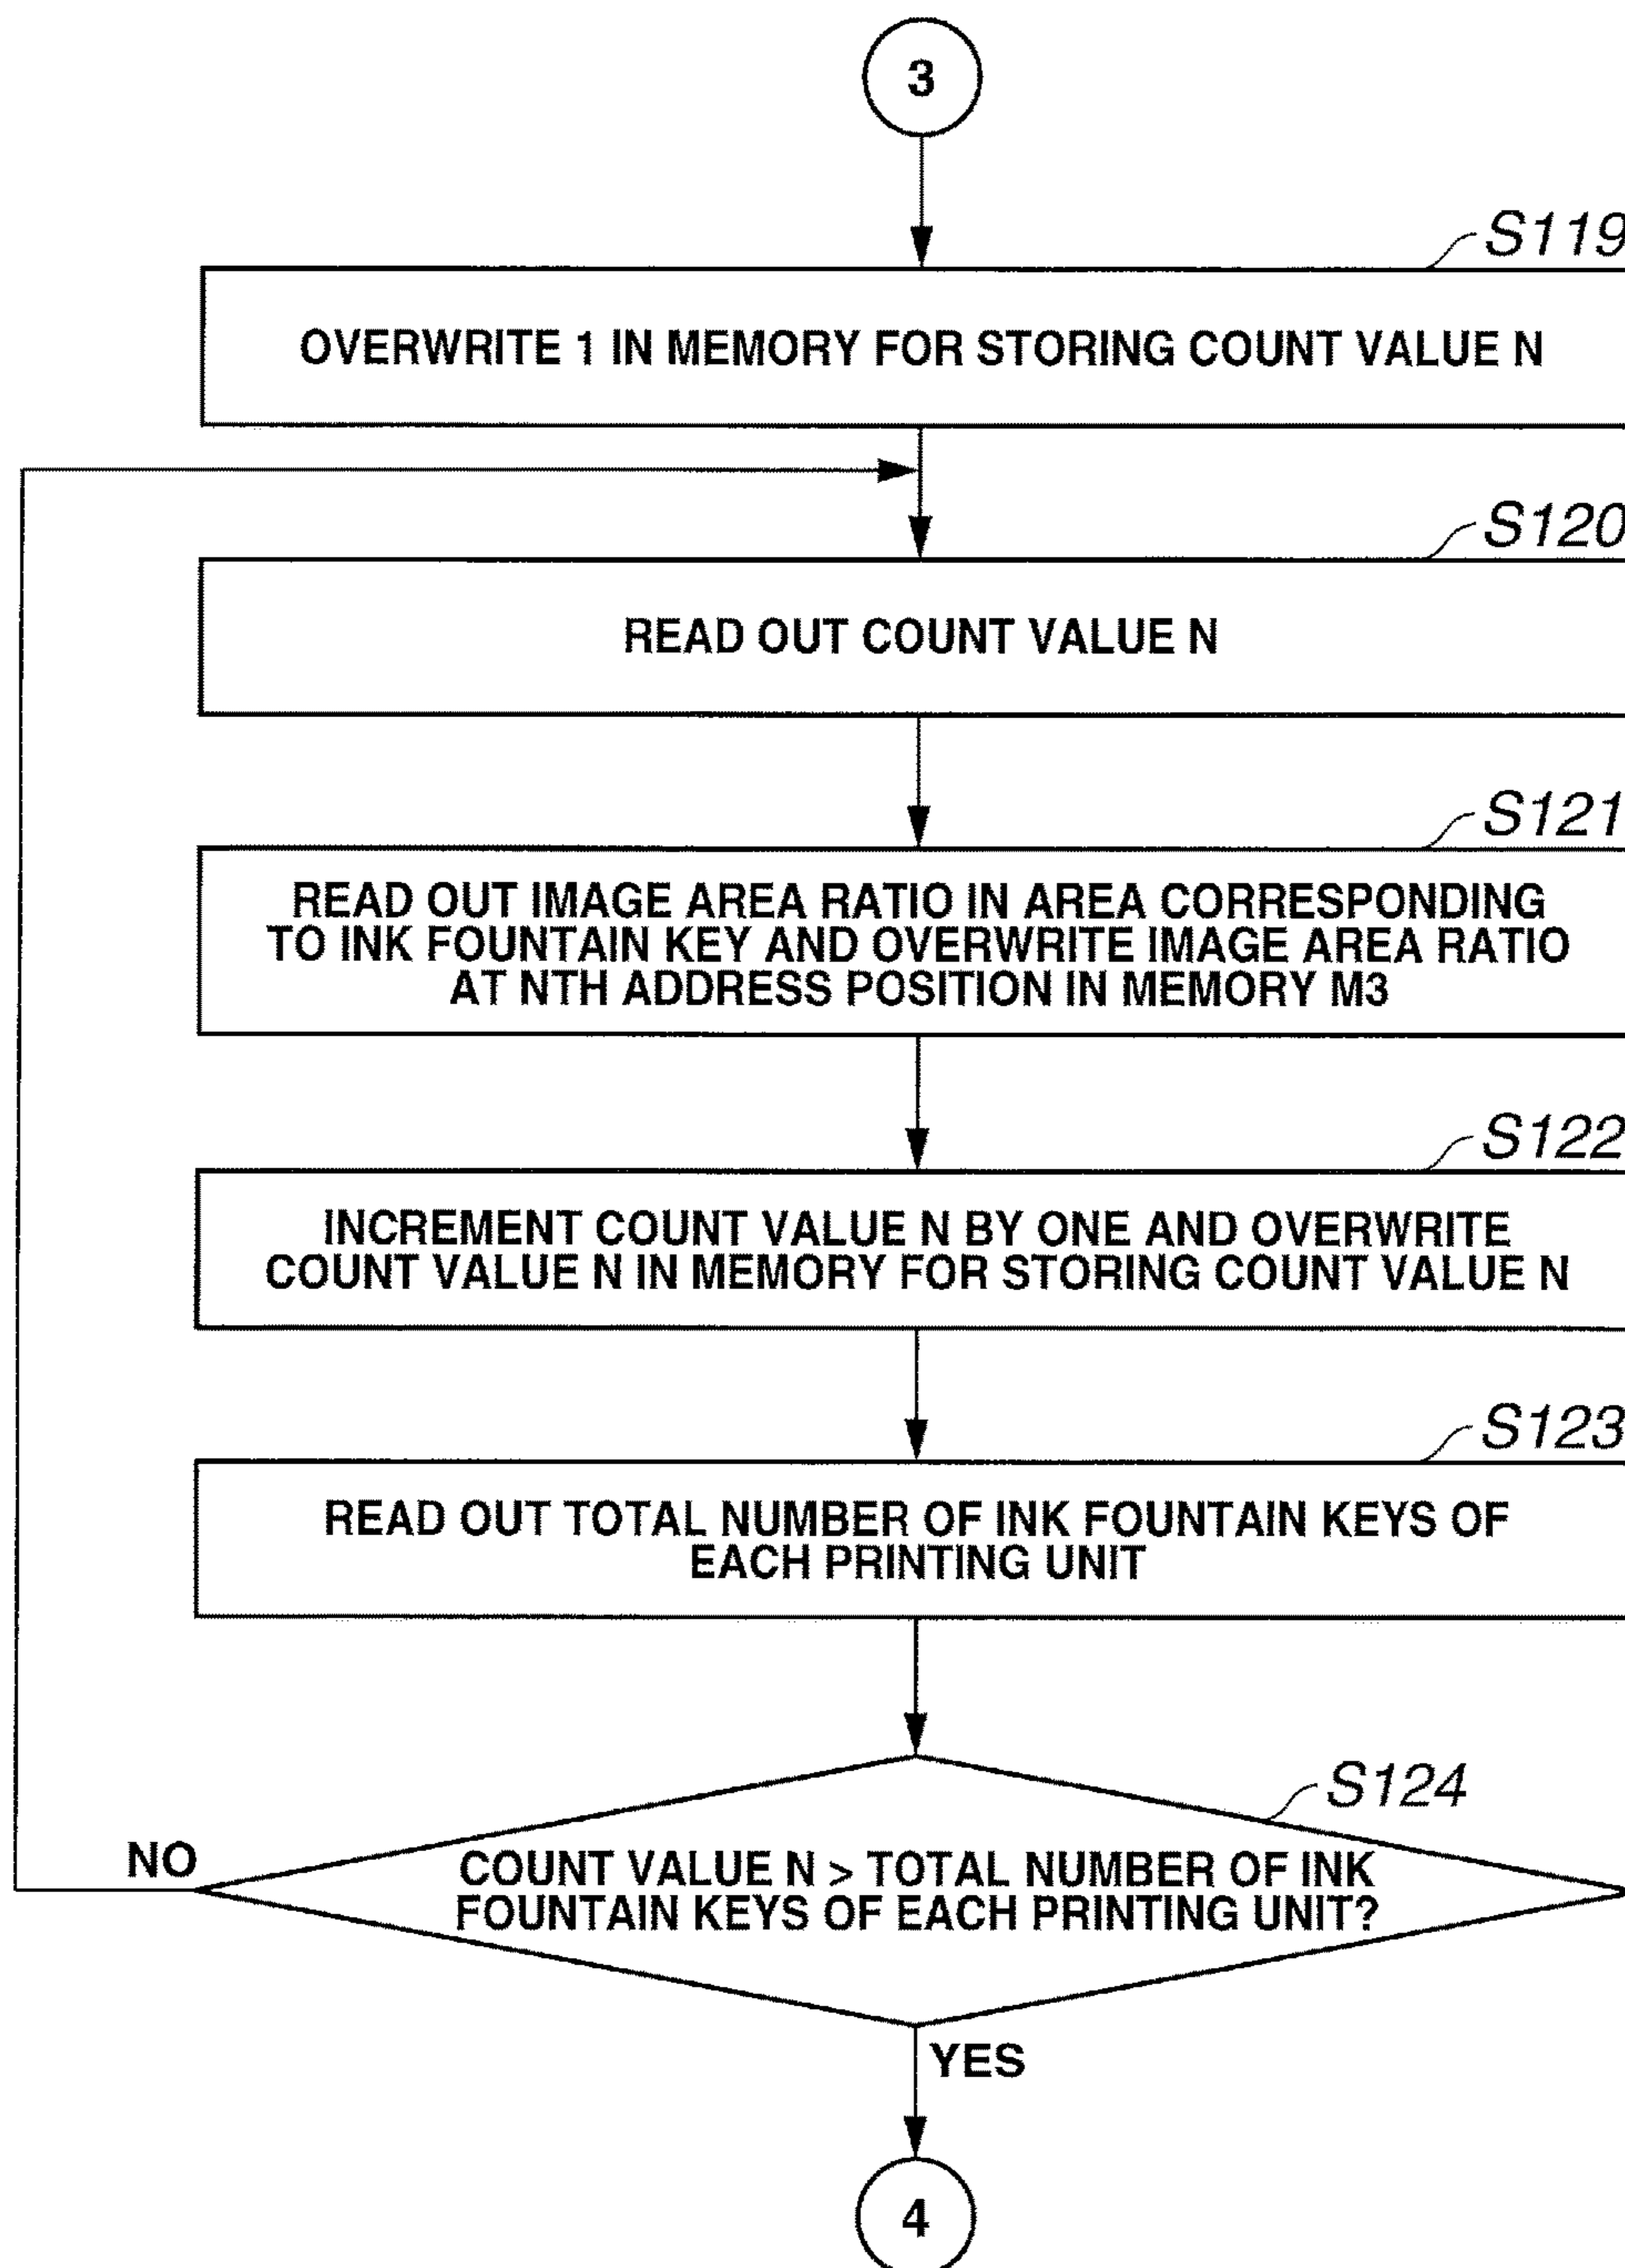 3
S119
OVERWRITE 1 IN MEMORY FOR STORING COUNT VALUE N
S120
READ OUT COUNT VALUE N
S121
READ OUT IMAGE AREA RATIO IN AREA CORRESPONDING
TO INK FOUNTAIN KEY AND OVERWRITE IMAGE AREA RATIO
AT NTH ADDRESS POSITION IN MEMORY M3
S122
INCREMENT COUNT VALUE N BY ONE AND OVERWRITE
COUNT VALUE N IN MEMORY FOR STORING COUNT VALUE N
S123
READ OUT TOTAL NUMBER OF INK FOUNTAIN KEYS OF
EACH PRINTING UNIT
S124
NO
COUNT VALUE N > TOTAL NUMBER OF INK
FOUNTAIN KEYS OF EACH PRINTING UNIT?
YES
4